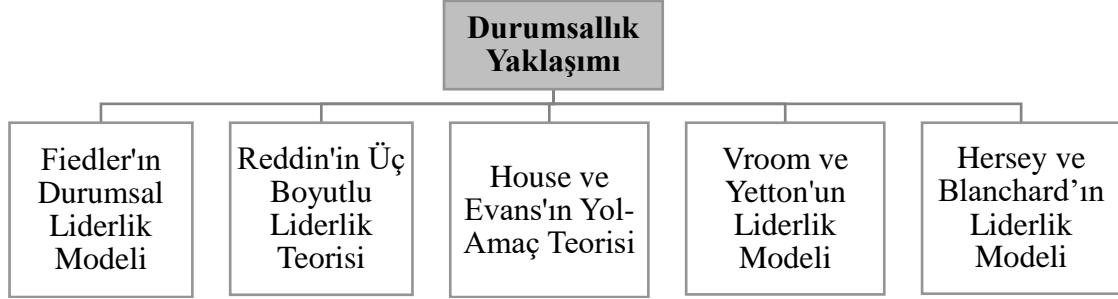 Durumsallık
Yaklaşımı
Fiedler'ın
Durumsal
Liderlik
Modeli
Reddin'in Üç
Boyutlu
Liderlik
Teorisi
House ve
Evans'ın Yol-
Amaç Teorisi
Vroom ve
Yetton'un
Liderlik
Modeli
Hersey ve
Blanchard’ın
Liderlik
Modeli